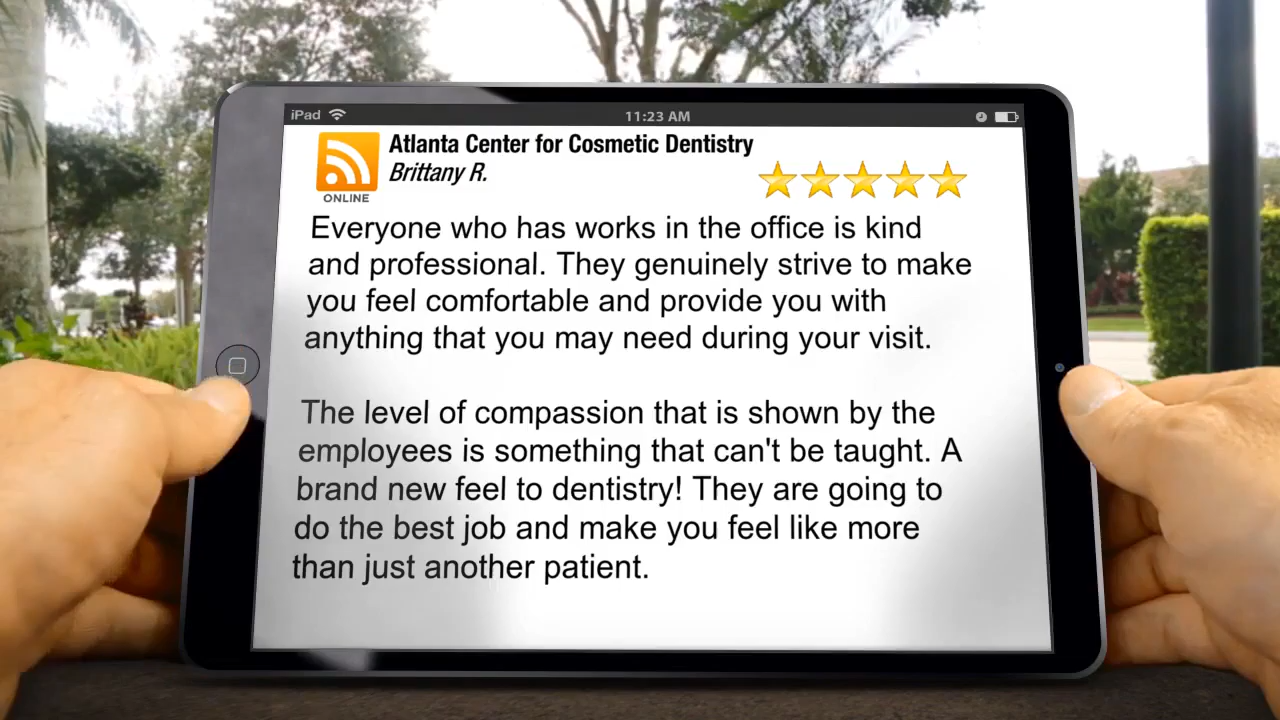 iPad
11:23 AM
Atlanta Center for Cosmetic Dentistry
Brittany R.
ONLINE
Everyone who has works in the office is kind
and professional. They genuinely strive to make
you feel comfortable and provide you with
anything that you may need during your visit.
The level of compassion that is shown by the
employees is something that can't be taught. A
brand new feel to dentistry! They are going to
do the best job and make you feel like more
than just another patient.